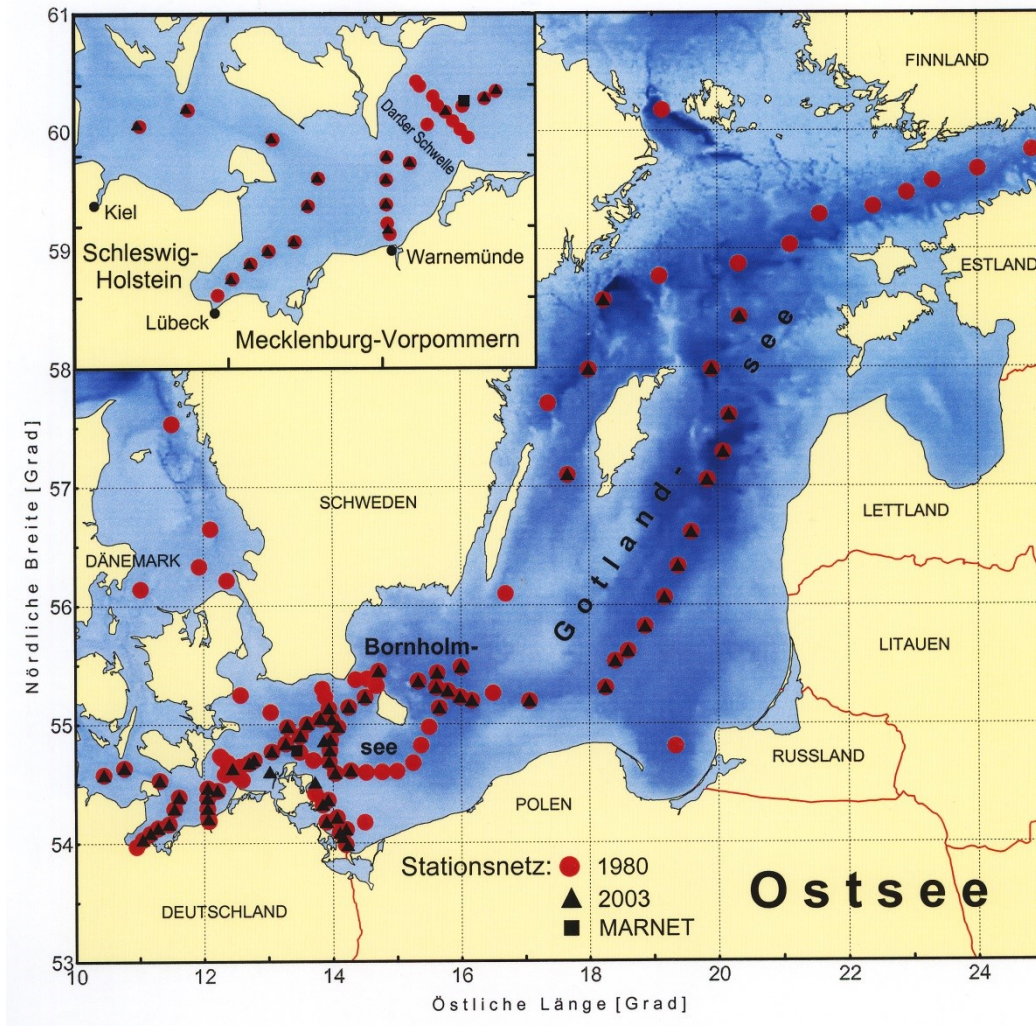 61
60
59
58
57
56
55
54
53
10
12
14
16
18
20
22
24
Nördliche Breite [Grad]
Östliche Länge [Grad]
Darßer Schwelle
Kiel
Schleswig-
Holstein
Warnemünde
Lübeck
Mecklenburg-Vorpommern
FINNLAND
ESTLAND
SCHWEDEN
LETTLAND
DÄNEMARK
LITAUEN
Gotland-
see
Bornholm-
see
RUSSLAND
POLEN
DEUTSCHLAND
Stationsnetz: 1980
2003
MARNET
Ostsee